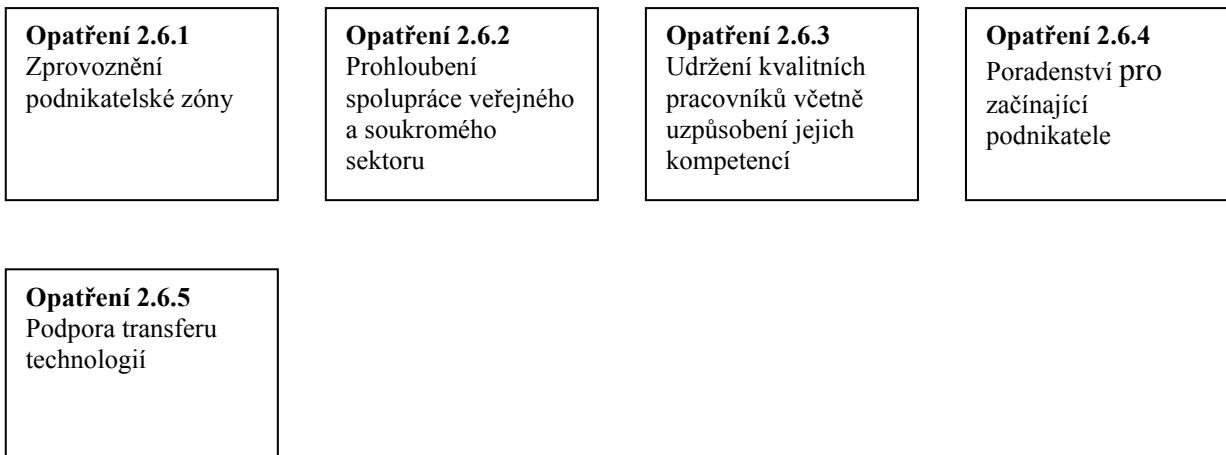 Opatření 2.6.1
Zprovoznění
podnikatelské zóny
Opatření 2.6.2
Prohloubení
spolupráce veřejného
a soukromého
sektoru
Opatření 2.6.3
Udržení kvalitních
pracovníků včetně
uzpůsobení jejich
kompetencí
Opatření 2.6.4
Poradenství pro
začínající
podnikatele
Opatření 2.6.5
Podpora transferu
technologií